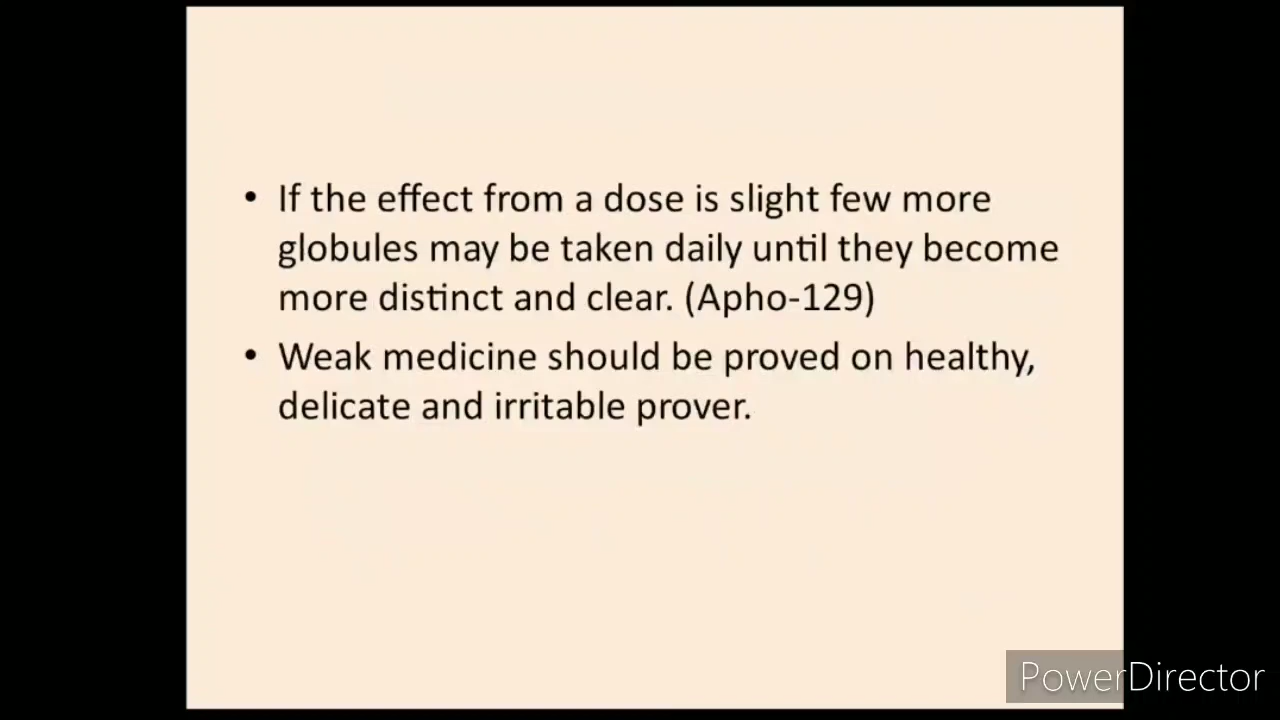 • If the effect from a dose is slight few more
globules may be taken daily until they become
more distinct and clear. (Apho-129)
• Weak medicine should be proved on healthy,
delicate and irritable prover.
PowerDirector